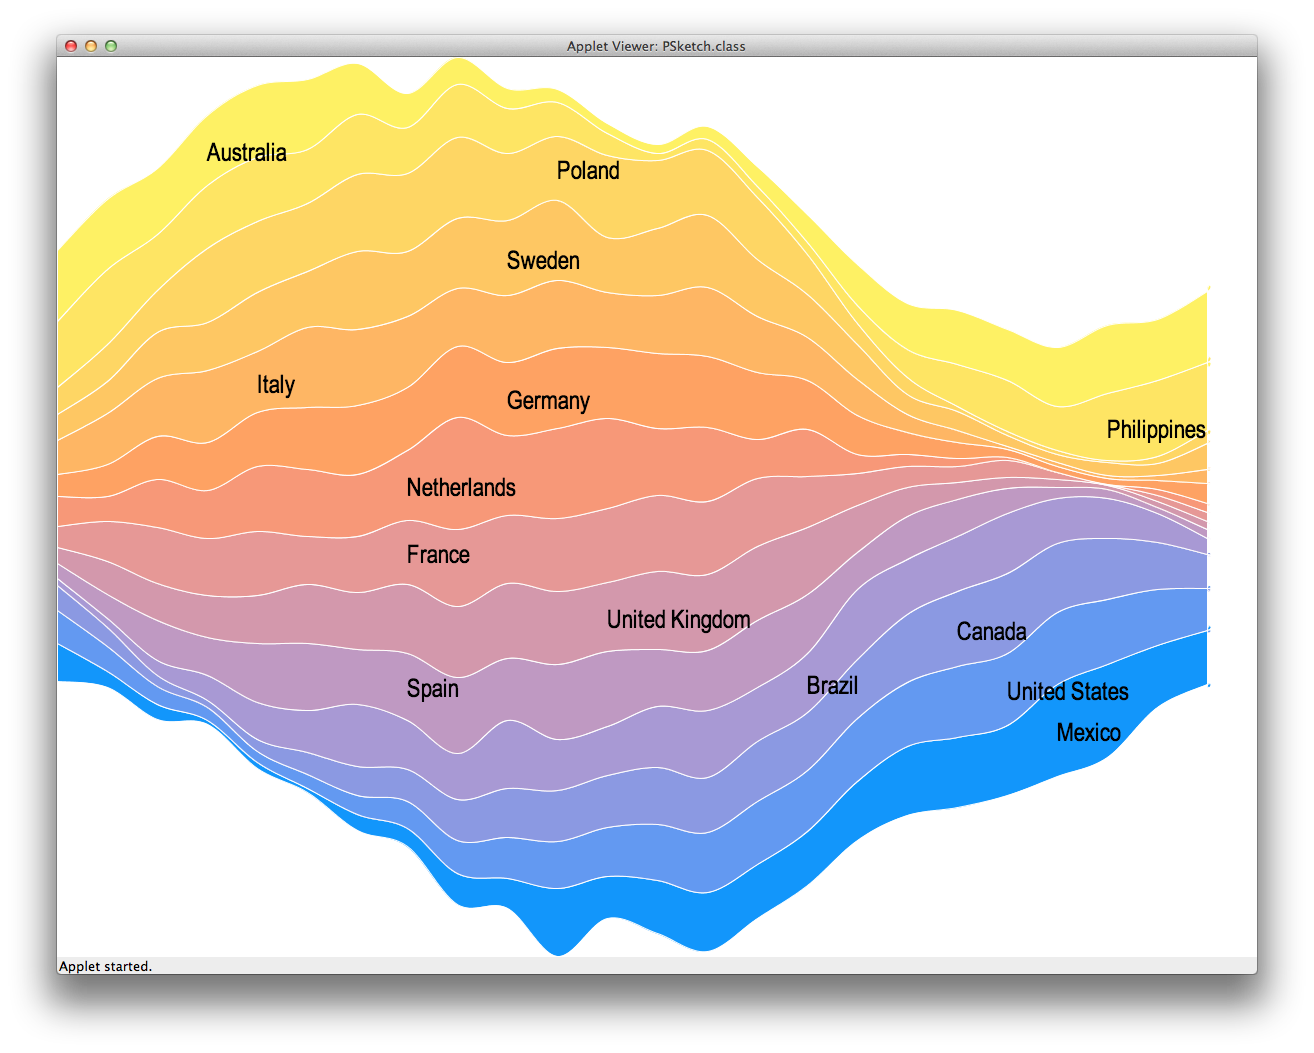 Applet Viewer: PSketch.class
Australia
Poland
Sweden
Italy
Germany
Philippines
Netherlands
France
United Kingdom
Canada
Spain
Brazil
United States
Mexico
Applet started.